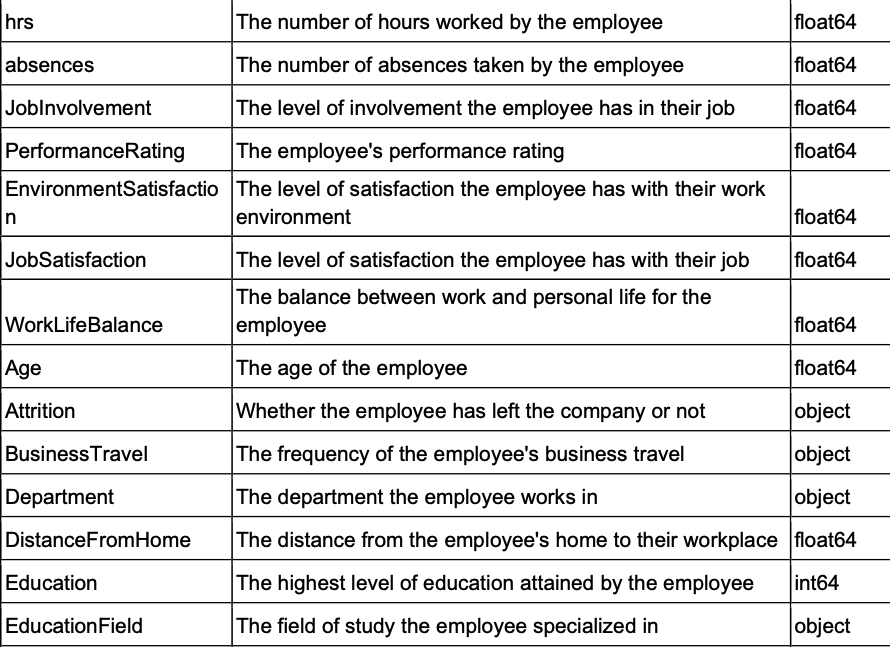 hrs The number of hours worked by the employee float64
absences The number of absences taken by the employee float64
JobInvolvement The level of involvement the employee has in their job float64
PerformanceRating The employee's performance rating float64
EnvironmentSatisfactio The level of satisfaction the employee has with their work
n environment float64
JobSatisfaction The level of satisfaction the employee has with their job float64
The balance between work and personal life for the
WorkLifeBalance employee float64
Age The age of the employee float64
Attrition Whether the employee has left the company or not object
BusinessTravel The frequency of the employee's business travel object
Department The department the employee works in object
DistanceFromHome The distance from the employee's home to their workplace float64
Education The highest level of education attained by the employee int64
EducationField The field of study the employee specialized in object